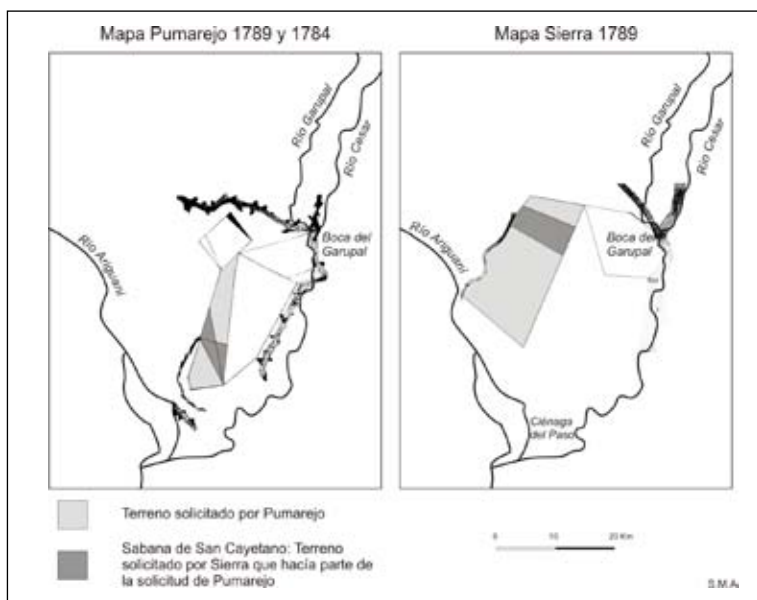 Mapa Pumarejo 1789 y 1784
Mapa Sierra 1789
Río Garupal
Río Cesar
Boca del
Garupal
Río Ariguaní
Río Garupal
Río Cesar
Boca del
Garupal
Río Ariguaní
Ciénaga
del Paso
Terreno solicitado por Pumarejo
Sabana de San Cayetano: Terreno
solicitado por Sierra que hacía parte de
la solicitud de Pumarejo
10
20 Km
S.M.A.